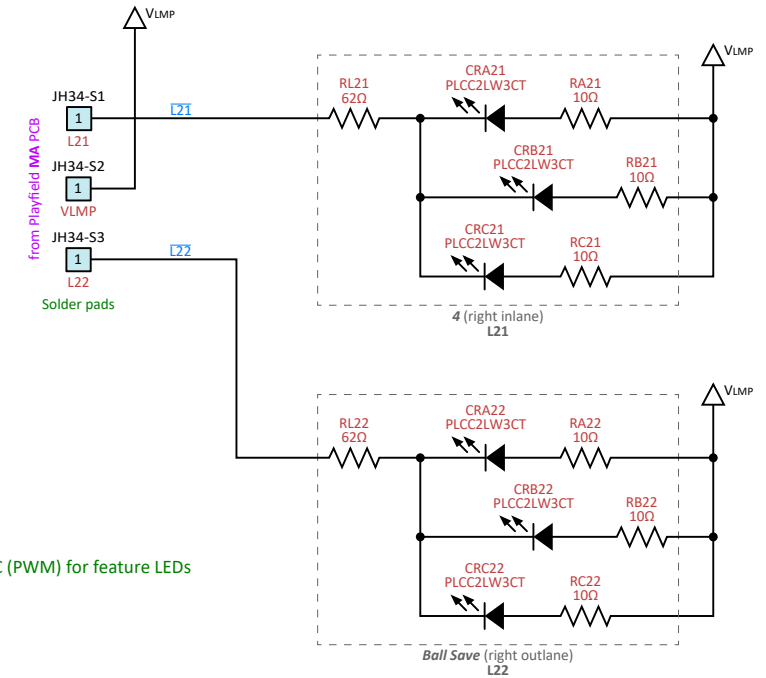 VLMP
JH34-S1
1
L21
L21
JH34-S2
1
VLMP
JH34-S3
1
L22
L22
Solder pads
from Playfield MA PCB
VLMP
RL21
62Ω
CRA21
PLCC2LW3CT
RA21
10Ω
CRB21
PLCC2LW3CT
RB21
10Ω
CRC21
PLCC2LW3CT
RC21
10Ω
4 (right inlane)
L21
VLMP
RL22
62Ω
CRA22
PLCC2LW3CT
RA22
10Ω
CRB22
PLCC2LW3CT
RB22
10Ω
CRC22
PLCC2LW3CT
RC22
10Ω
Ball Save (right outlane)
L22
(PWM) for feature LEDs